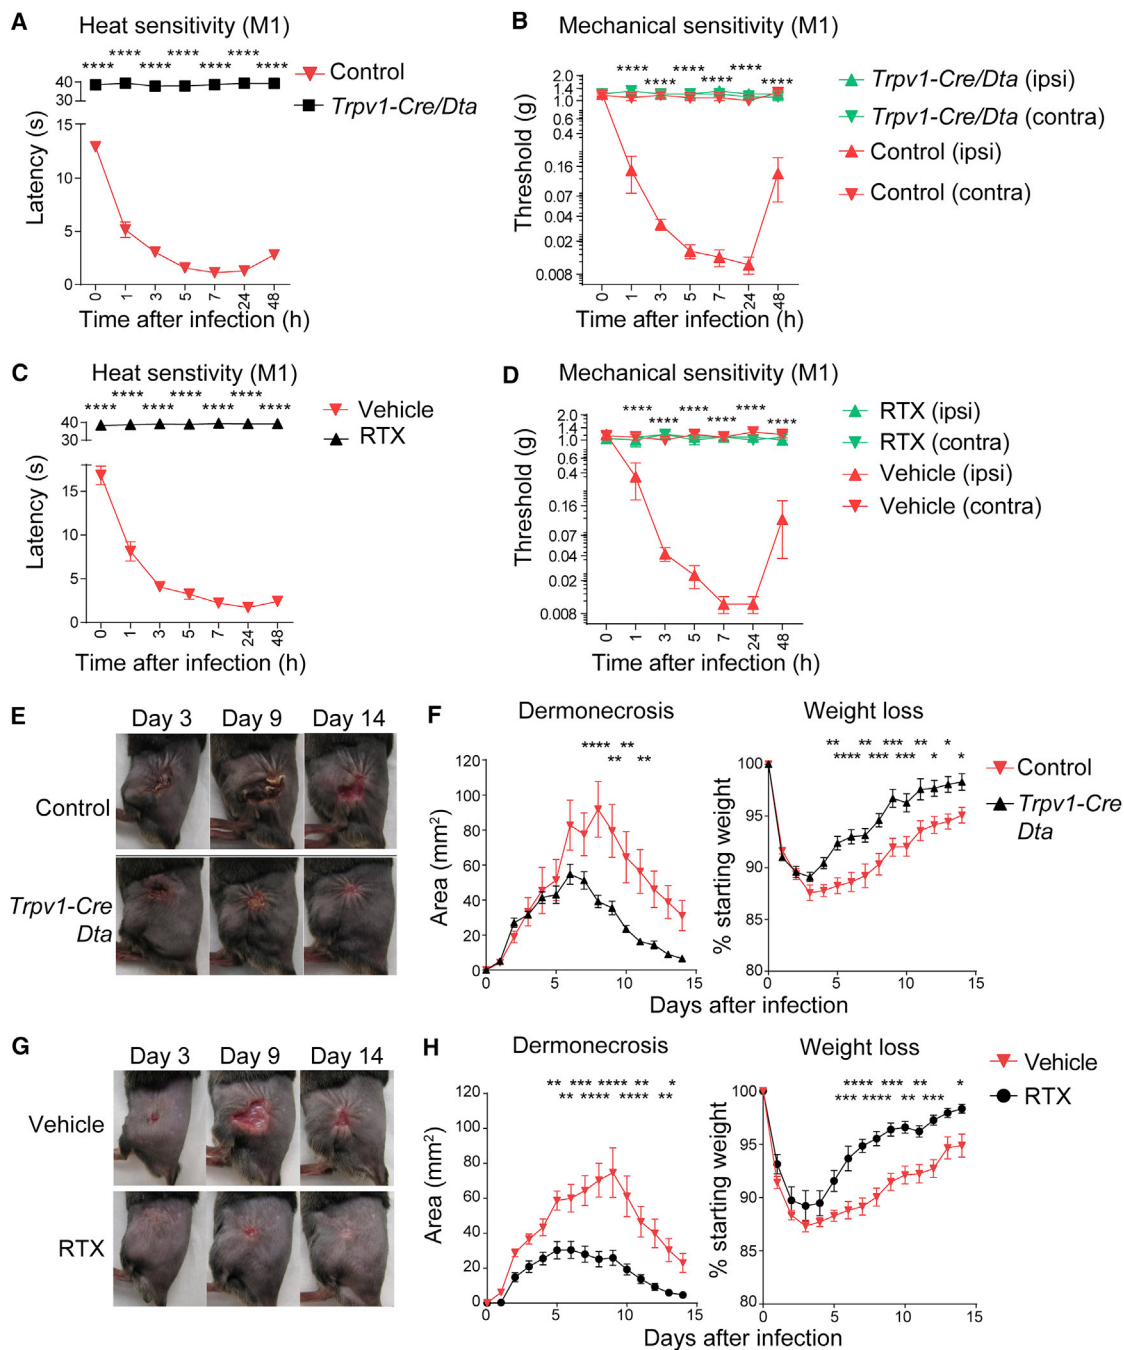 A
Heat sensitivity (M1)
**** **** ****
**** **** **** ****
Control
Trpv1-Cre/Dta
Latency (s)
40
30
15
10
5
0
0 1 3 5 7 24 48
Time after infection (h)
B
Mechanical sensitivity (M1)
**** **** ****
**** **** ****
Trpv1-Cre/Dta (ipsi)
Trpv1-Cre/Dta (contra)
Control (ipsi)
Control (contra)
Threshold (g)
2.0
1.4
1.0
0.6
0.4
0.16
0.07
0.04
0.02
0.008
0 1 3 5 7 24 48
Time after infection (h)
C
Heat senstivity (M1)
**** **** ****
**** **** **** ****
Vehicle
RTX
Latency (s)
40
30
15
10
5
0
0 1 3 5 7 24 48
Time after infection (h)
D
Mechanical sensitivity (M1)
**** **** ****
**** **** ****
RTX (ipsi)
RTX (contra)
Vehicle (ipsi)
Vehicle (contra)
Threshold (g)
2.0
1.4
1.0
0.6
0.4
0.16
0.07
0.04
0.02
0.008
0 1 3 5 7 24 48
Time after infection (h)
E
Day 3 Day 9 Day 14
Control
Trpv1-Cre
Dta
F
Dermonecrosis
**** **
** **
Area (mm2)
120
100
80
60
40
20
0
0 5 10 15
Weight loss
** ** *** ** *
**** *** *** * *
Control
Trpv1-Cre
Dta
% starting weight
100
95
90
85
80
0 5 10 15
Days after infection
G
Day 3 Day 9 Day 14
Vehicle
RTX
H
Dermonecrosis
** *** **** ** *
** **** **** **
Area (mm2)
120
100
80
60
40
20
0
0 5 10 15
Weight loss
**** *** ** *
*** **** ** ***
Vehicle
RTX
% starting weight
100
95
90
85
80
0 5 10 15
Days after infection